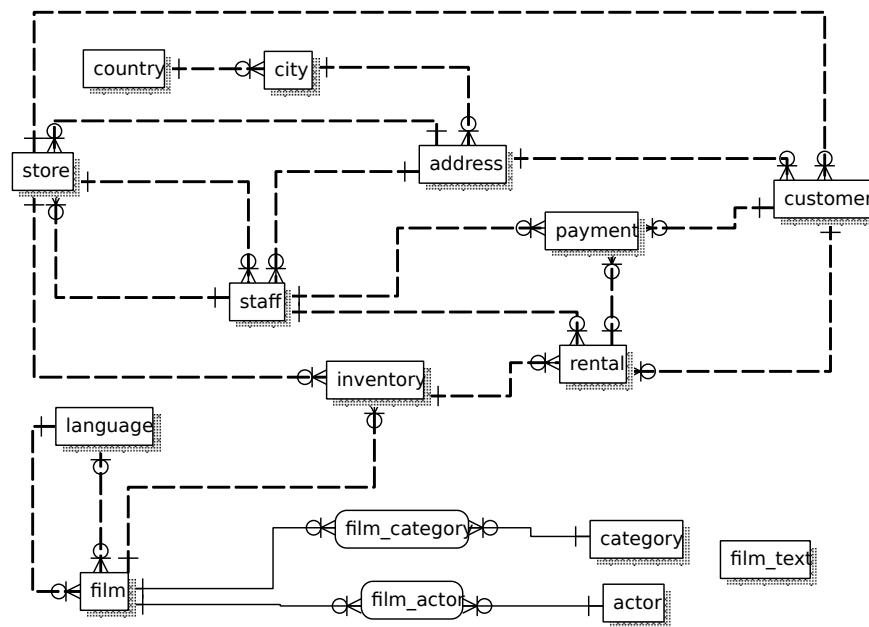 country
city
address
store
customer
payment
staff
rental
inventory
language
film_category
category
film_text
film
film_actor
actor